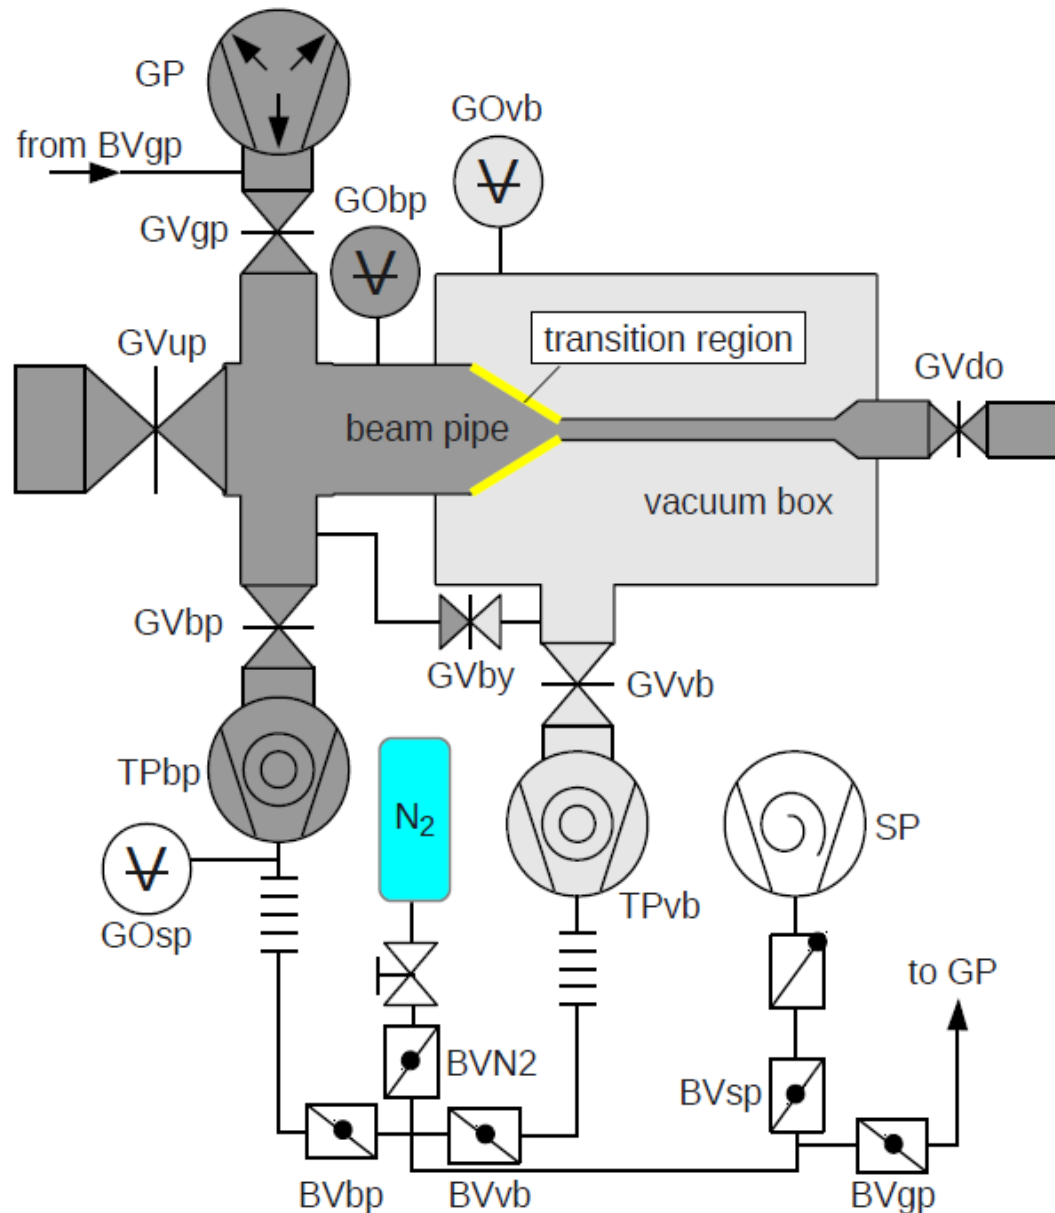 GP
GOvb
from BVgp
GObp
GVgp
transition region
GVup
GVdo
beam pipe
vacuum box
GVbp
GVby
GVvb
TPbp
N2
SP
TPvb
GOsp
to GP
BVN2
BVsp
BVbp
BVvb
BVgp